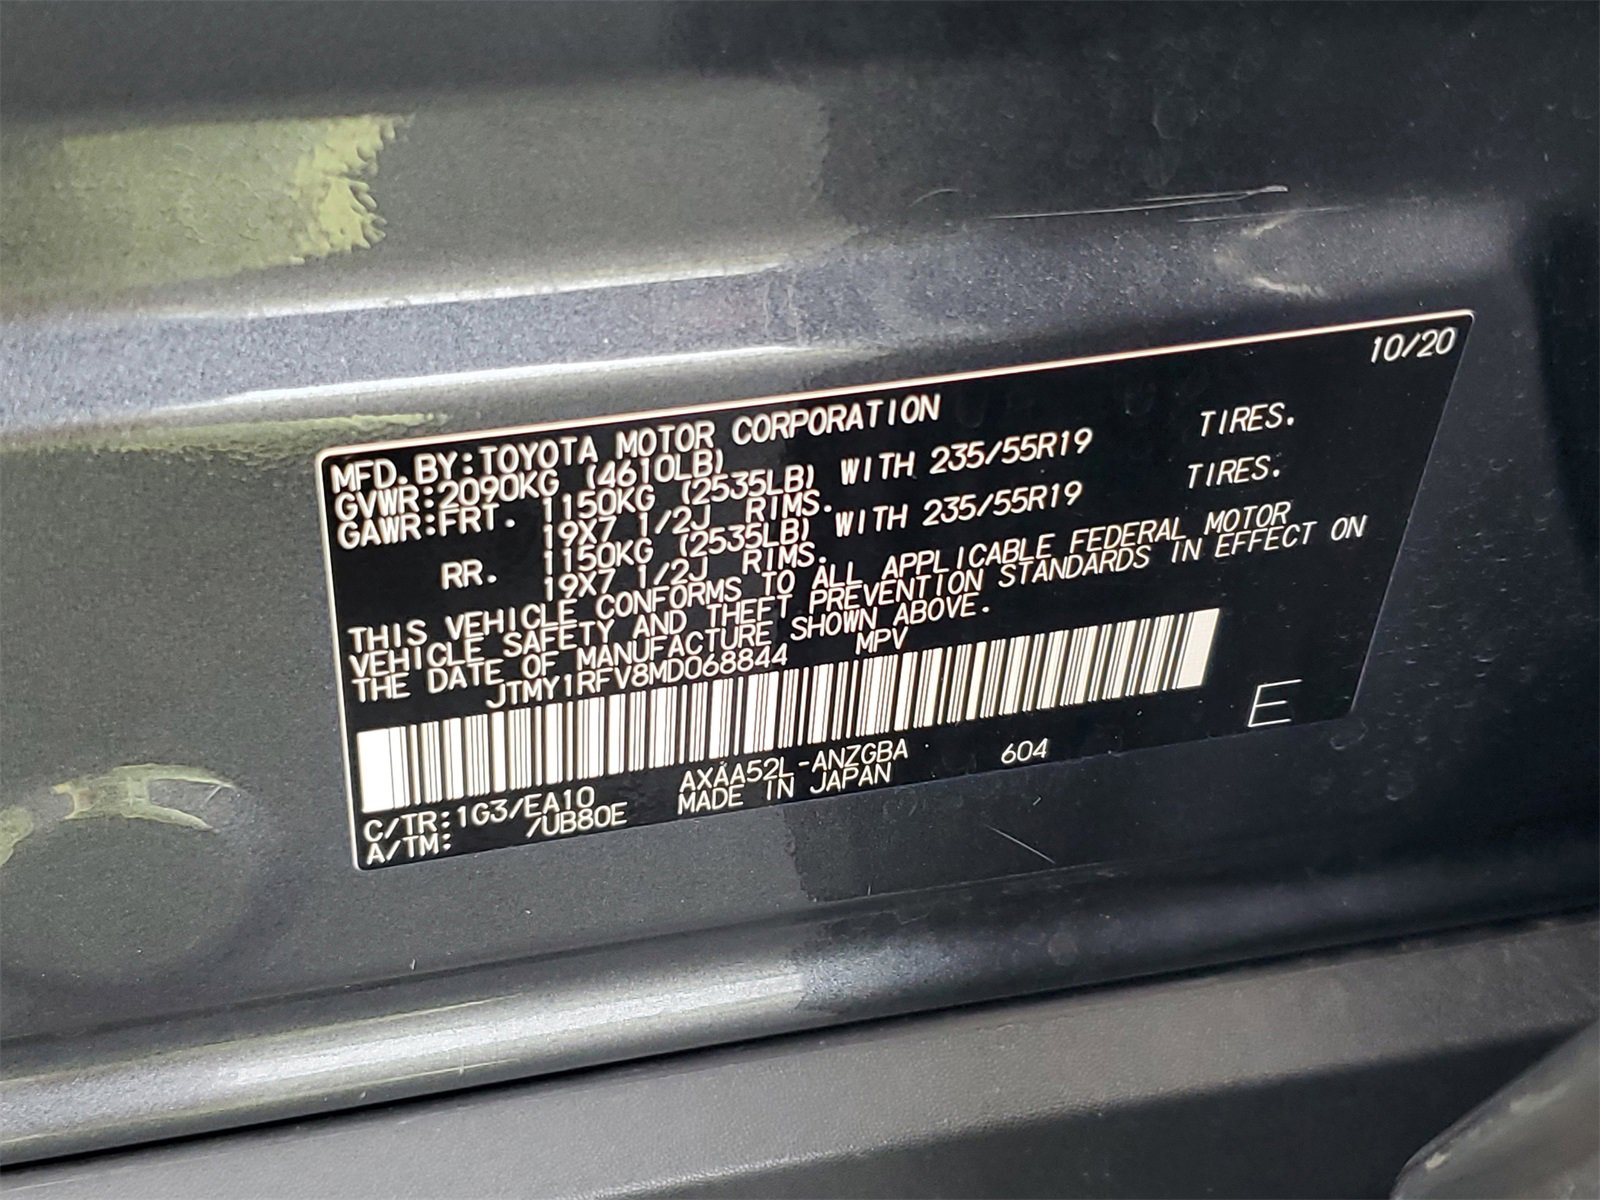 10/20
MFD.BY:TOYOTA MOTOR CORPORATION
GVWR:2090KG (4610LB)
GAWR:FRT. 1150KG (2535LB) WITH 235/55R19 TIRES.
19X7 1/2J RIMS.
RR. 1150KG (2535LB) WITH 235/55R19 TIRES.
19X7 1/2J RIMS.
THIS VEHICLE CONFORMS TO ALL APPLICABLE FEDERAL MOTOR
VEHICLE SAFETY AND THEFT PREVENTION STANDARDS IN EFFECT ON
THE DATE OF MANUFACTURE SHOWN ABOVE.
JTMY1RFV8MD068844 MPV
E
AXAA52L-ANZGBA 604
C/TR:1G3/EA10 MADE IN JAPAN
A/TM: /UB80E